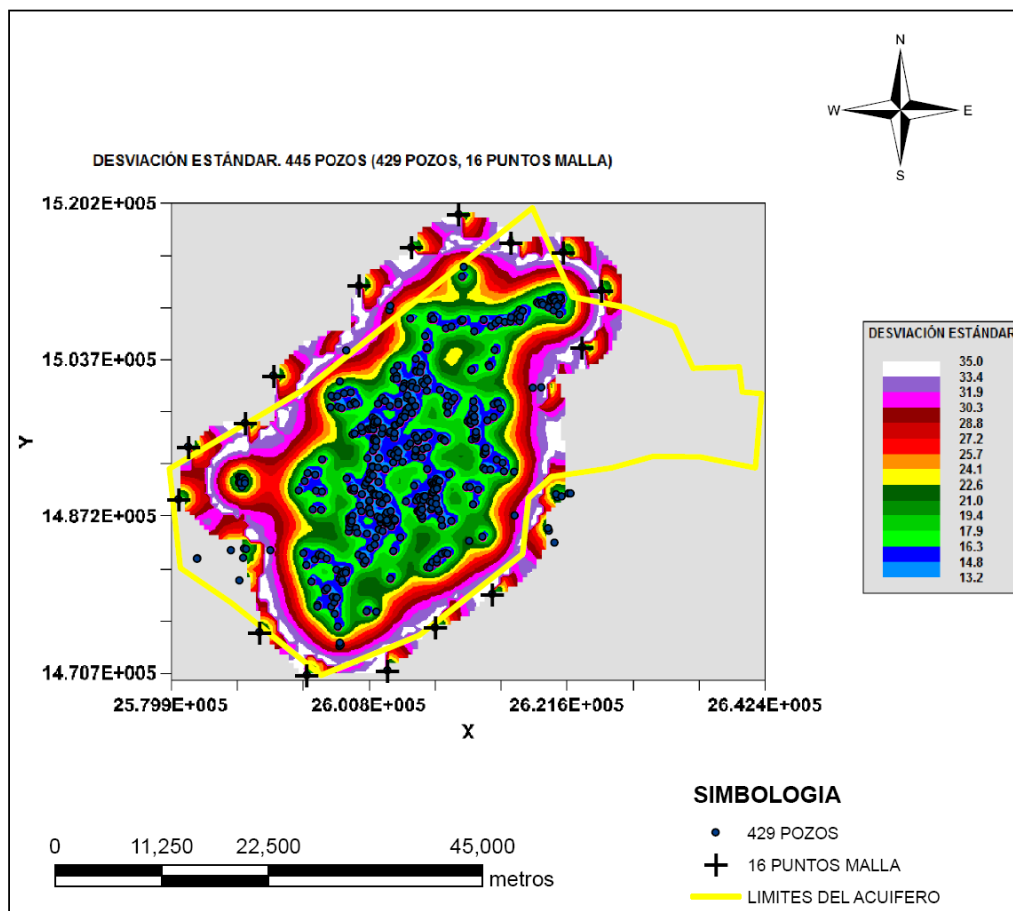 N
W E
S
DESVIACIÓN ESTÁNDAR. 445 POZOS (429 POZOS, 16 PUNTOS MALLA)
15.202E+005
15.037E+005
14.872E+005
14.707E+005
Y
25.799E+005 26.008E+005 26.216E+005 26.424E+005
X
DESVIACIÓN ESTÁNDAR
35.0
33.4
31.9
30.3
28.8
27.2
25.7
24.1
22.6
21.0
19.4
17.9
16.3
14.8
13.2
SIMBOLOGIA
429 POZOS
16 PUNTOS MALLA
LIMITES DEL ACUIFERO
0 11,250 22,500 45,000
metros